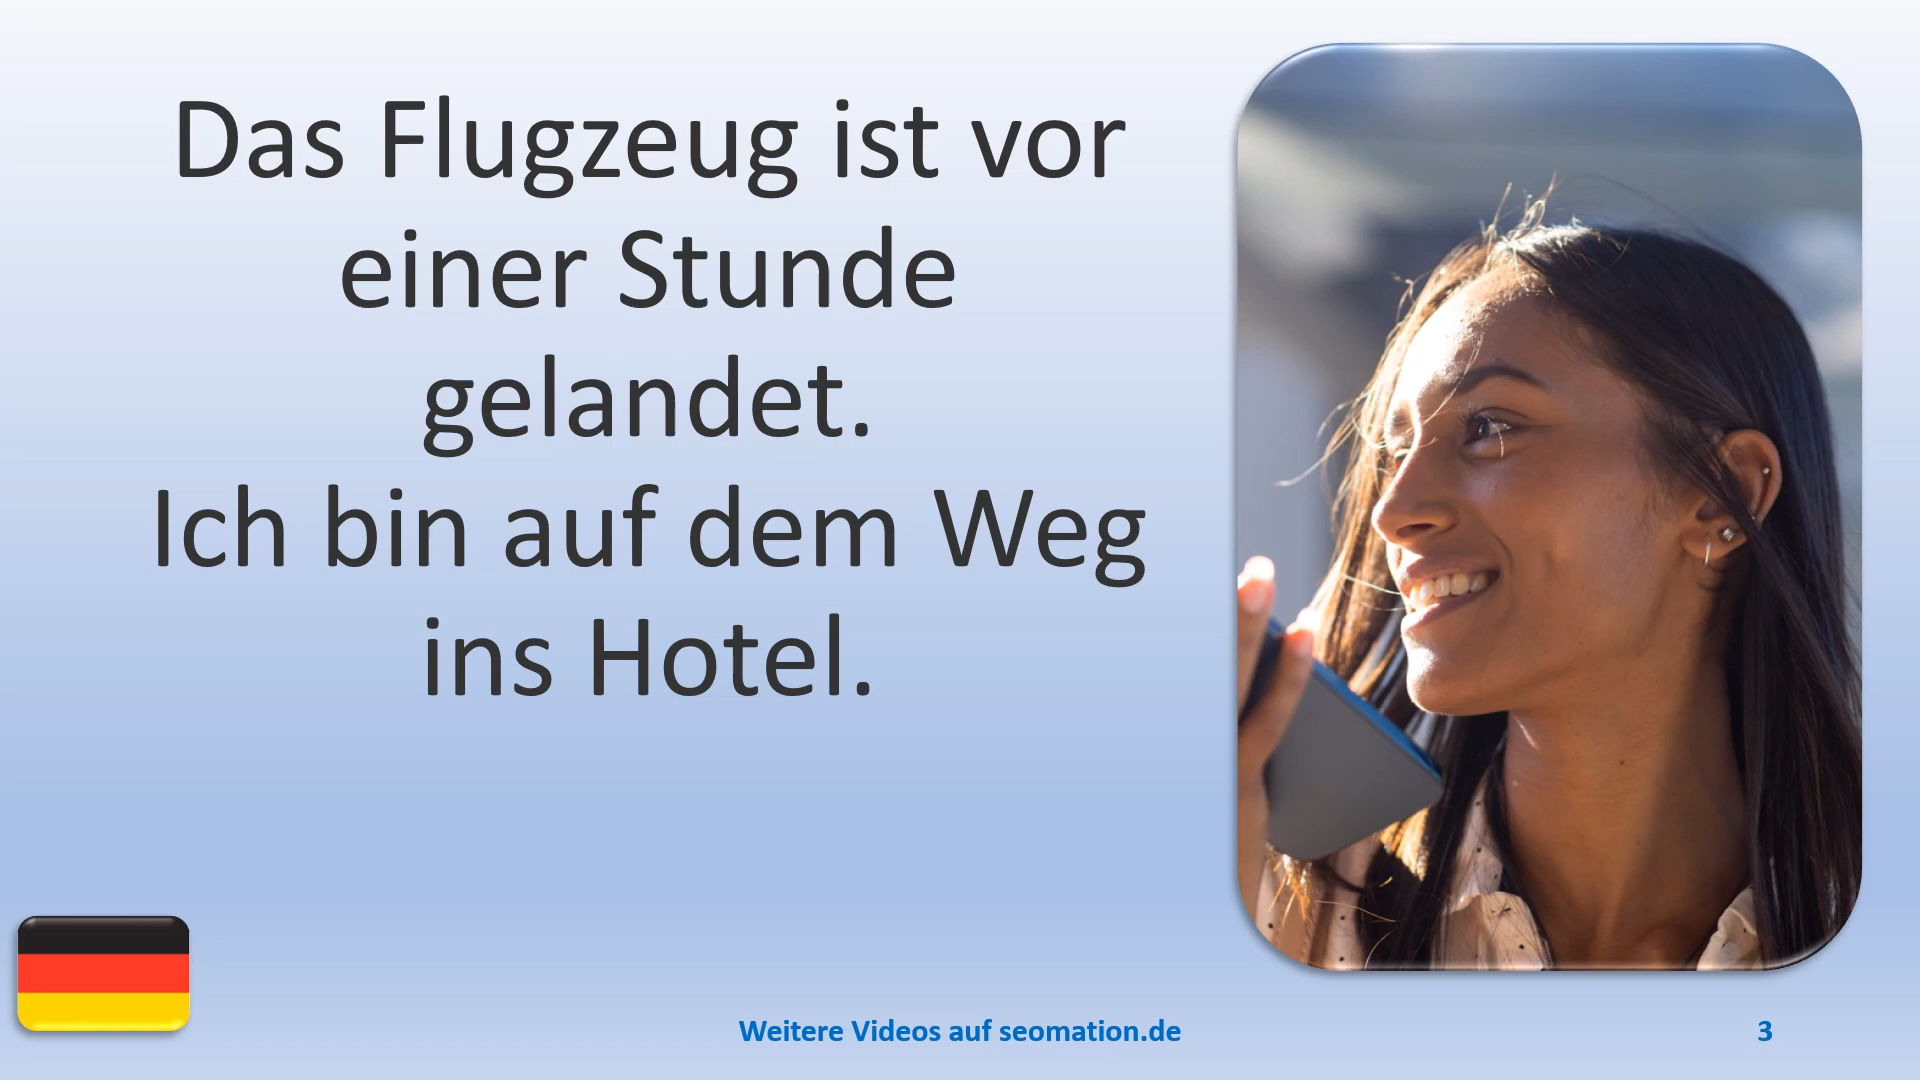 Das Flugzeug ist vor
einer Stunde
gelandet.
Ich bin auf dem Weg
ins Hotel.
Weitere Videos auf seomation.de
3